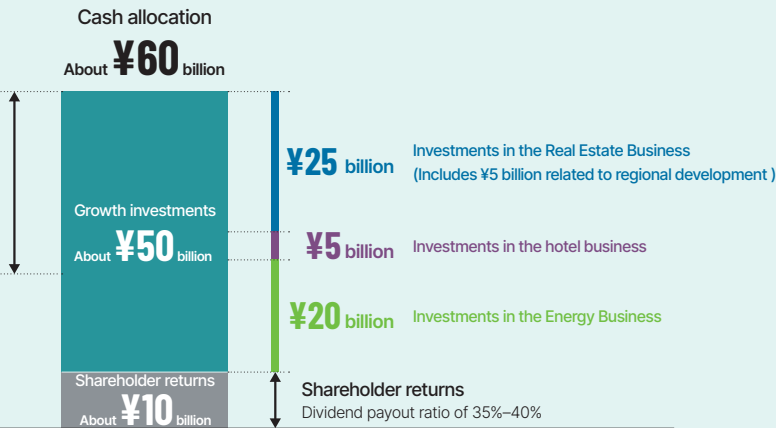 Cash allocation
About ¥60 billion
Growth investments
About ¥50 billion
Shareholder returns
About ¥10 billion
¥25 billion
Investments in the Real Estate Business
(Includes ¥5 billion related to regional development )
¥5 billion
Investments in the hotel business
¥20 billion
Investments in the Energy Business
Shareholder returns
Dividend payout ratio of 35%–40%